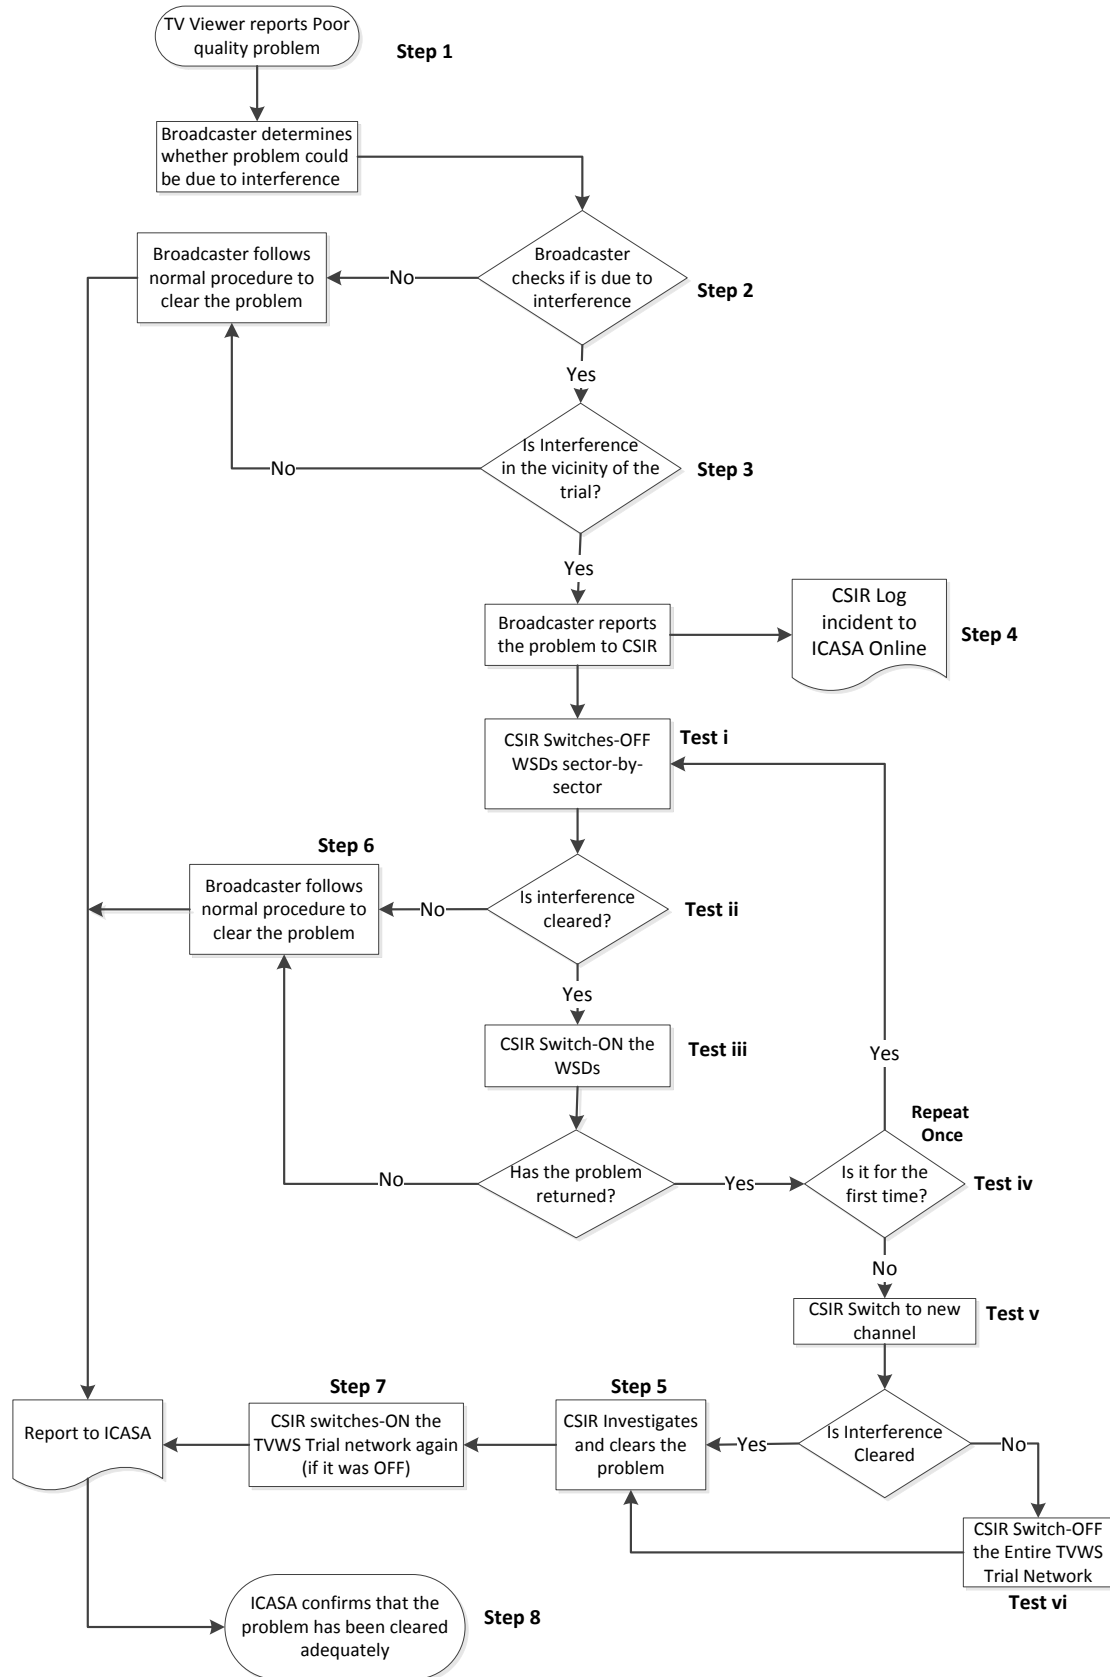 TV Viewer reports Poor
quality problem
Step 1
Broadcaster determines
whether problem could
be due to interference
Broadcaster follows
normal procedure to
clear the problem
No
Broadcaster
checks if is due to
interference
Step 2
Yes
Is Interference
in the vicinity of the
trial?
Step 3
No
Yes
Broadcaster reports
the problem to CSIR
CSIR Log
incident to
ICASA Online
Step 4
CSIR Switches-OFF
WSDs sector-by-
sector
Test i
Step 6
Broadcaster follows
normal procedure to
clear the problem
No
Is interference
cleared?
Test ii
Yes
CSIR Switch-ON the
WSDs
Test iii
Yes
Repeat
Once
No
Has the problem
returned?
Yes
Is it for the
first time?
Test iv
No
CSIR Switch to new
channel
Test v
Report to ICASA
Step 7
CSIR switches-ON the
TVWS Trial network again
(if it was OFF)
Step 5
CSIR Investigates
and clears the
problem
Yes
Is Interference
Cleared
No
CSIR Switch-OFF
the Entire TVWS
Trial Network
Test vi
ICASA confirms that the
problem has been cleared
adequately
Step 8